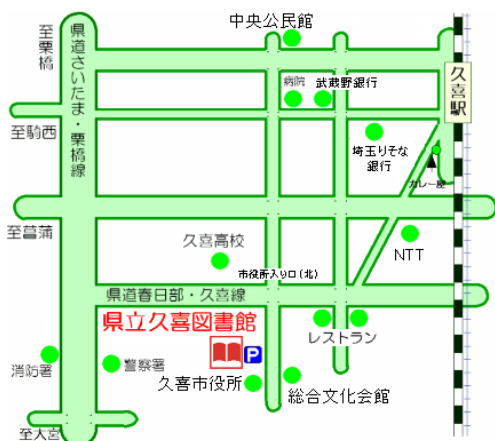 中央公民館
至栗橋
県道さいたま・栗橋線
病院
武蔵野銀行
久喜駅
至騎西
埼玉りそな
銀行
カレー屋
至菖蒲
久喜高校
NTT
市役所入り口(北)
県道春日部・久喜線
県立久喜図書館
レストラン
P
消防署
警察署
久喜市役所
総合文化会館
至大宮